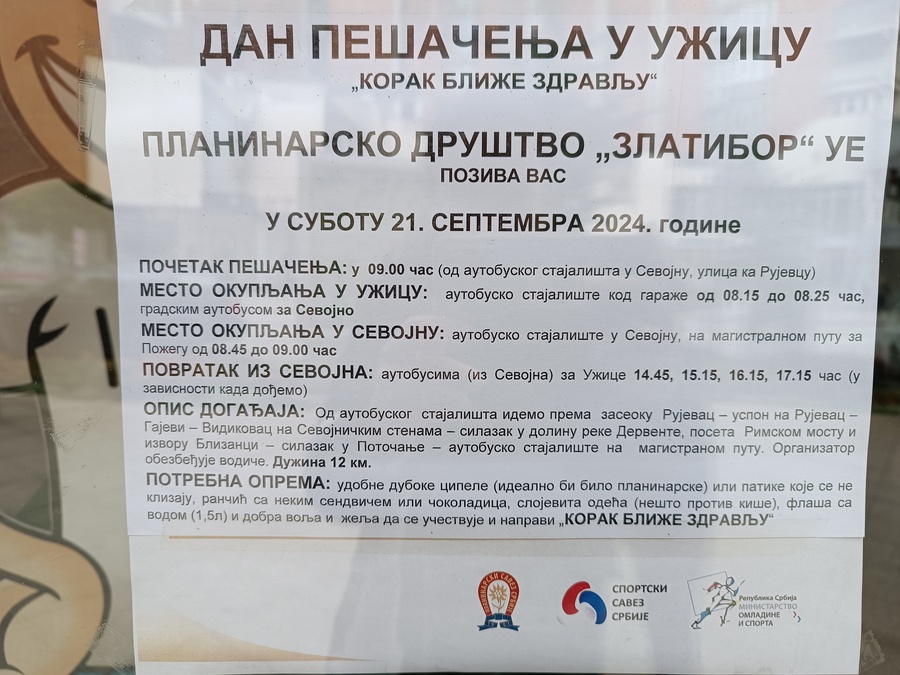 ДАН ПЕШАЧЕЊА У УЖИЦУ
„КОРАК БЛИЖЕ ЗДРАВЉУ“
ПЛАНИНАРСКО ДРУШТВО „ЗЛАТИБОР“ УЕ
ПОЗИВА ВАС
У СУБОТУ 21. СЕПТЕМБРА 2024. године
ПОЧЕТАК ПЕШАЧЕЊА: у 09.00 час (од аутобуског стајалишта у Севојну, улица ка Рујевцу)
МЕСТО ОКУПЉАЊА У УЖИЦУ: аутобуско стајалиште код гараже од 08.15 до 08.25 час,
градским аутобусом за Севојно
МЕСТО ОКУПЉАЊА У СЕВОЈНУ: аутобуско стајалиште у Севојну, на магистралном путу за
Пожегу од 08.45 до 09.00 час
ПОВРАТАК ИЗ СЕВОЈНА: аутобусима (из Севојна) за Ужице 14.45, 15.15, 16.15, 17.15 час (у
зависности када дођемо)
ОПИС ДОГАЂАЈА: Од аутобуског стајалишта идемо према засеоку Рујевац – успон на Рујевац –
Гајеви – Видиковац на Севојничким стенама – силазак у долину реке Дервенте, посета Римском мосту и
извору Близанци – силазак у Поточање – аутобуско стајалиште на магистраном путу. Организатор
обезбеђује водиче. Дужина 12 км.
ПОТРЕБНА ОПРЕМА: удобне дубоке ципеле (идеално би било планинарске) или патике које се не
клизају, ранчић са неким сендвичем или чоколадица, слојевита одећа (нешто против кише), флаша са
водом (1,5л) и добра воља и жеља да се учествује и направи „КОРАК БЛИЖЕ ЗДРАВЉУ“
ПЛАНИНАРСКИ САВЕЗ СРБИЈЕ
СПОРТСКИ
САВЕЗ
СРБИЈЕ
Република Србија
МИНИСТАРСТВО
ОМЛАДИНЕ
И СПОРТА